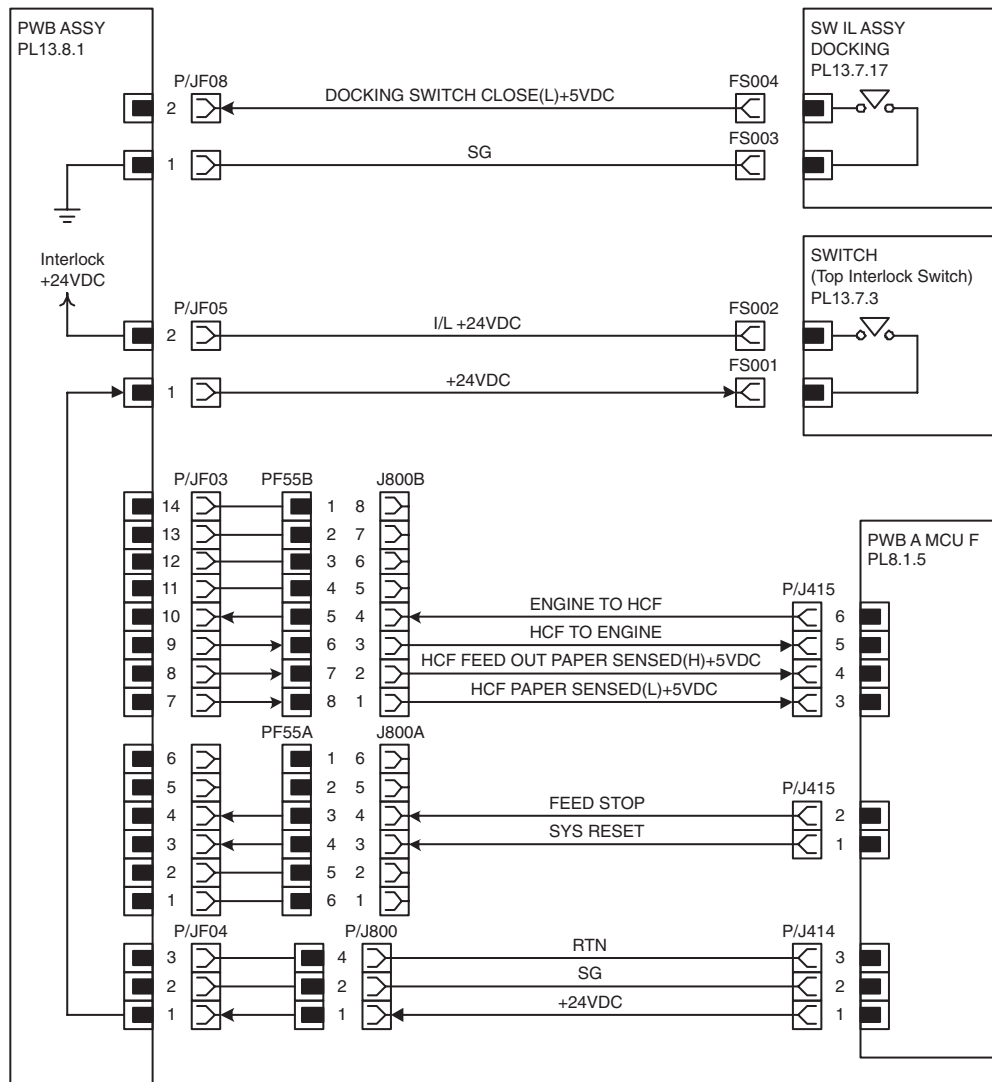 PWB ASSY
PL13.8.1
SW IL ASSY
DOCKING
PL13.7.17
P/JF08
FS004
2
DOCKING SWITCH CLOSE(L)+5VDC
FS003
1
SG
Interlock
+24VDC
SWITCH
(Top Interlock Switch)
PL13.7.3
P/JF05
FS002
2
I/L +24VDC
FS001
1
+24VDC
P/JF03 PF55B J800B
14 1 8
13 2 7
12 3 6
11 4 5
10 5 4
9 6 3
8 7 2
7 8 1
PWB A MCU F
PL8.1.5
P/J415
ENGINE TO HCF 6
HCF TO ENGINE 5
HCF FEED OUT PAPER SENSED(H)+5VDC 4
HCF PAPER SENSED(L)+5VDC 3
PF55A J800A
6 1 6
5 2 5
4 3 4
3 4 3
2 5 2
1 6 1
P/J415
FEED STOP 2
SYS RESET 1
P/JF04 P/J800 P/J414
3 4 RTN 3
2 2 SG 2
1 1 +24VDC 1